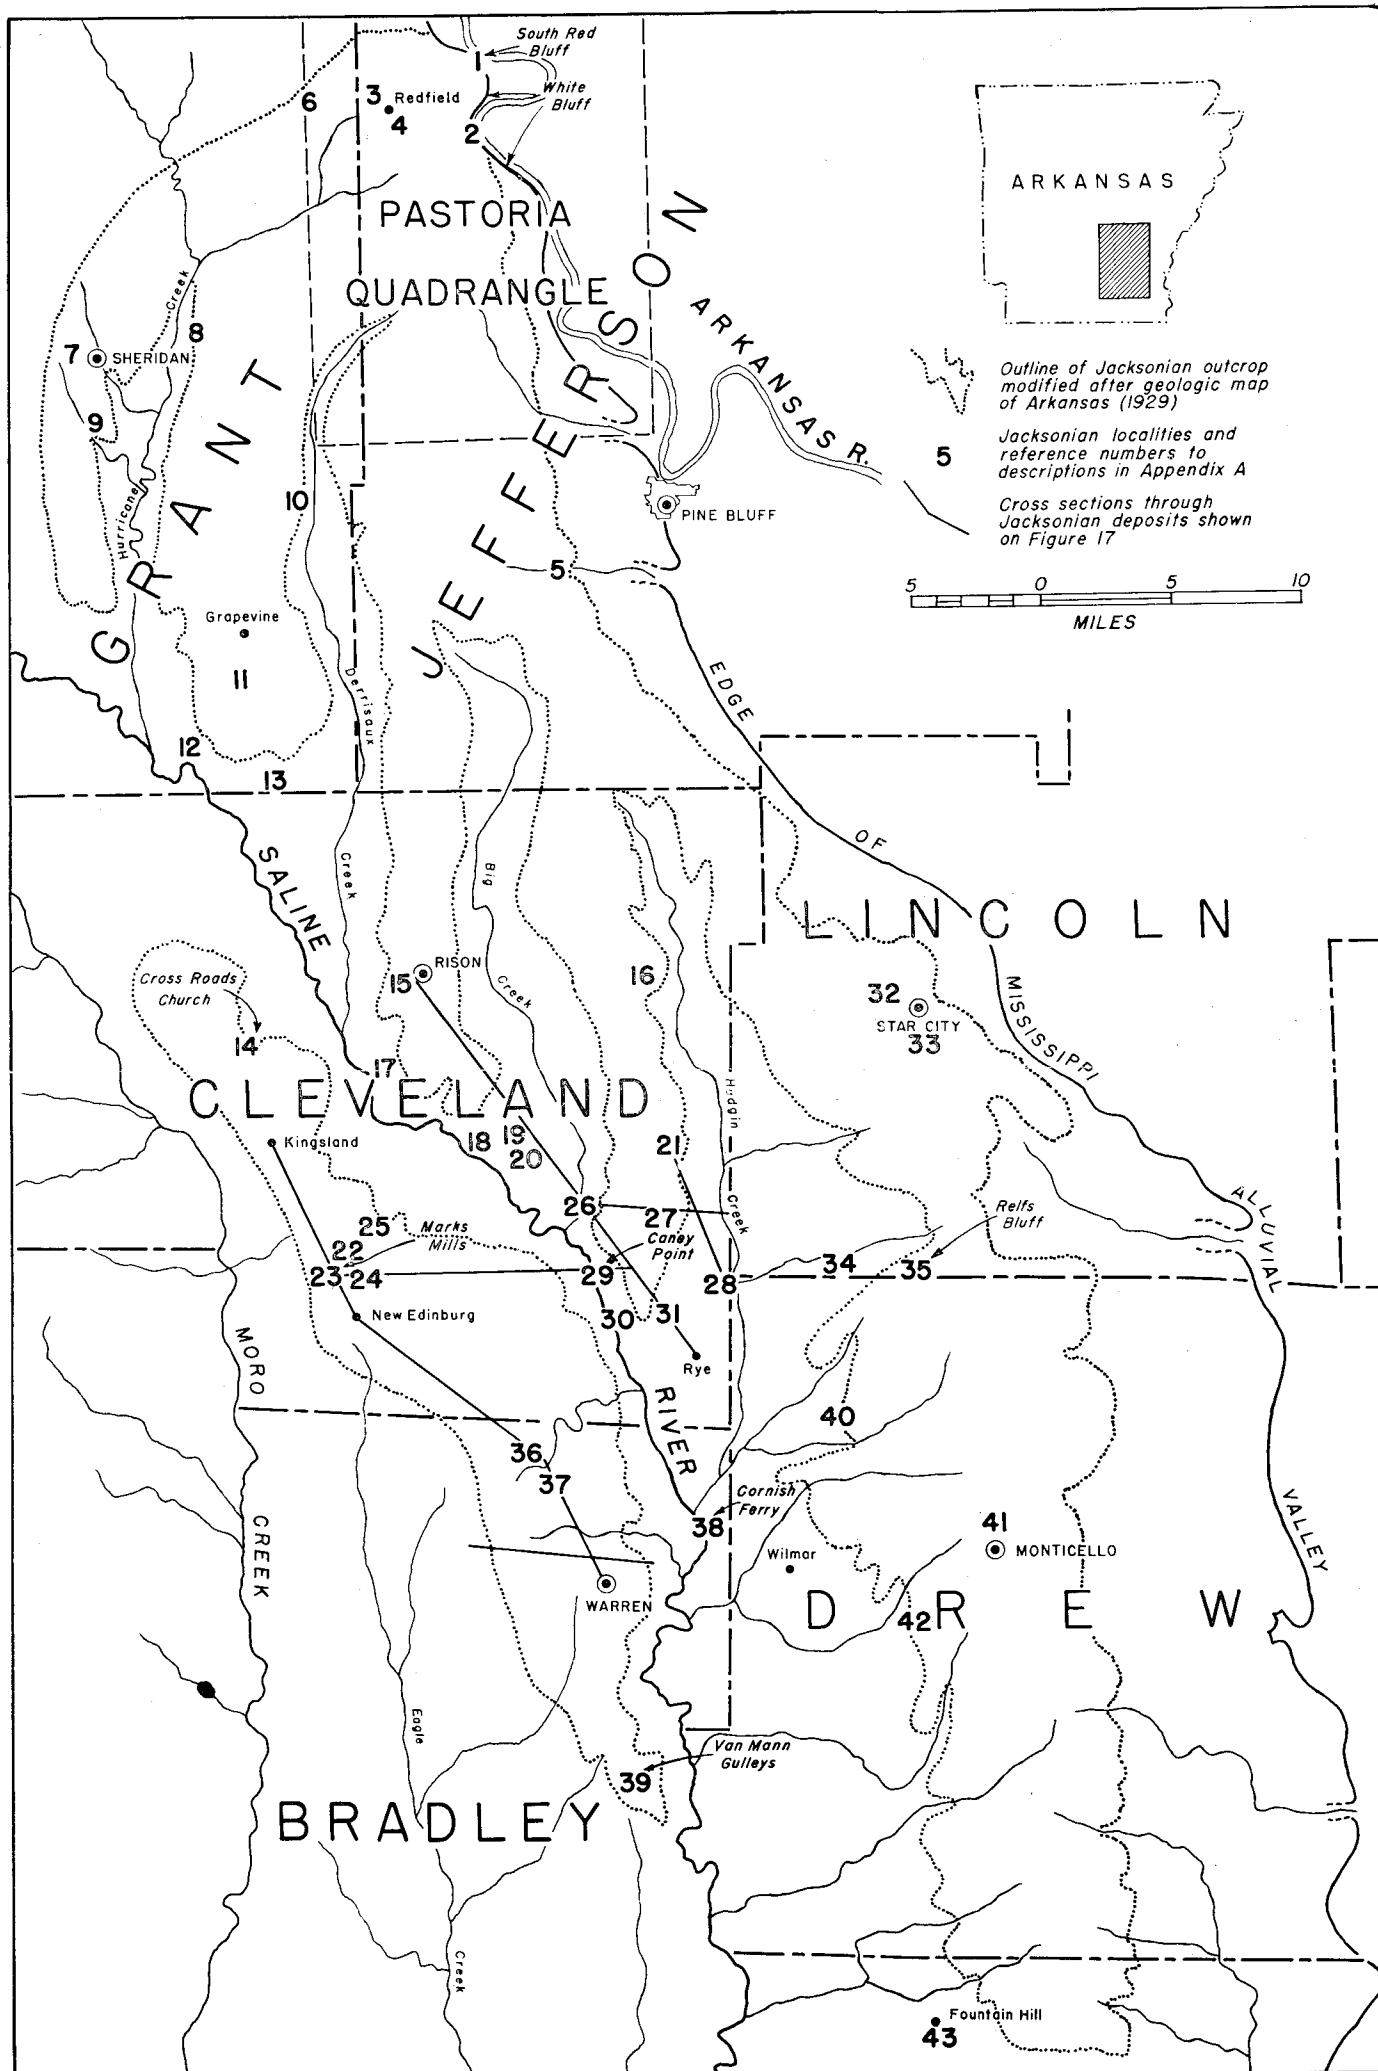 South Red
Bluff
1
White
Bluff
6
3
Redfield
4
2
ARKANSAS
PASTORIA
QUADRANGLE
JEFFERSON
ARKANSAS R.
GRANT
Creek
8
7
SHERIDAN
9
Hurricane
10
Outline of Jacksonian outcrop
modified after geologic map
of Arkansas (1929)
5
Jacksonian localities and
reference numbers to
descriptions in Appendix A
Cross sections through
Jacksonian deposits shown
on Figure 17
5 0 5 10
MILES
PINE BLUFF
5
Grapevine
11
Derrisaux
Creek
12
13
EDGE OF MISSISSIPPI ALLUVIAL VALLEY
SALINE
RIVER
Big
Creek
LINCOLN
Cross Roads
Church
14
RISON
15
16
32
STAR CITY
33
17
CLEVELAND
Hudgin
Creek
Kingsland
18
19
20
21
26
27
Caney
Point
25
Marks
Mills
22
23
24
29
28
34
35
Relfs
Bluff
30
31
New Edinburg
Rye
MORO
CREEK
36
37
40
Cornish
Ferry
38
41
MONTICELLO
Wilmar
WARREN
DREW
42
Eagle
Creek
Van Mann
Gulleys
39
BRADLEY
Fountain Hill
43